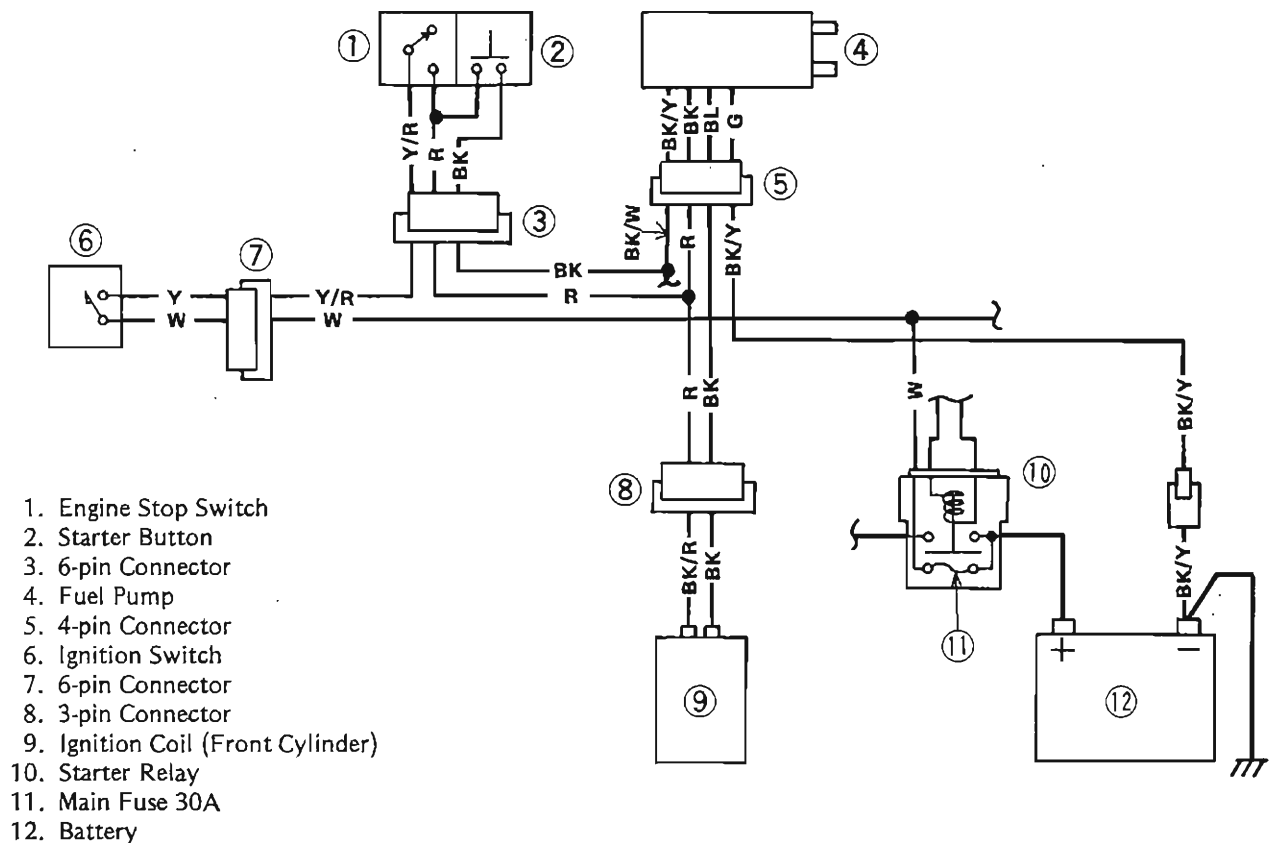 1 2 4
Y/R R BK
BK/Y BK BL G
5
3
BK/W R BK/Y
6 7
BK
Y Y/R R
W W
R BK W BK/Y
10
8
BK/R BK BK/Y
11
+ −
9 12
1. Engine Stop Switch
2. Starter Button
3. 6-pin Connector
4. Fuel Pump
5. 4-pin Connector
6. Ignition Switch
7. 6-pin Connector
8. 3-pin Connector
9. Ignition Coil (Front Cylinder)
10. Starter Relay
11. Main Fuse 30A
12. Battery